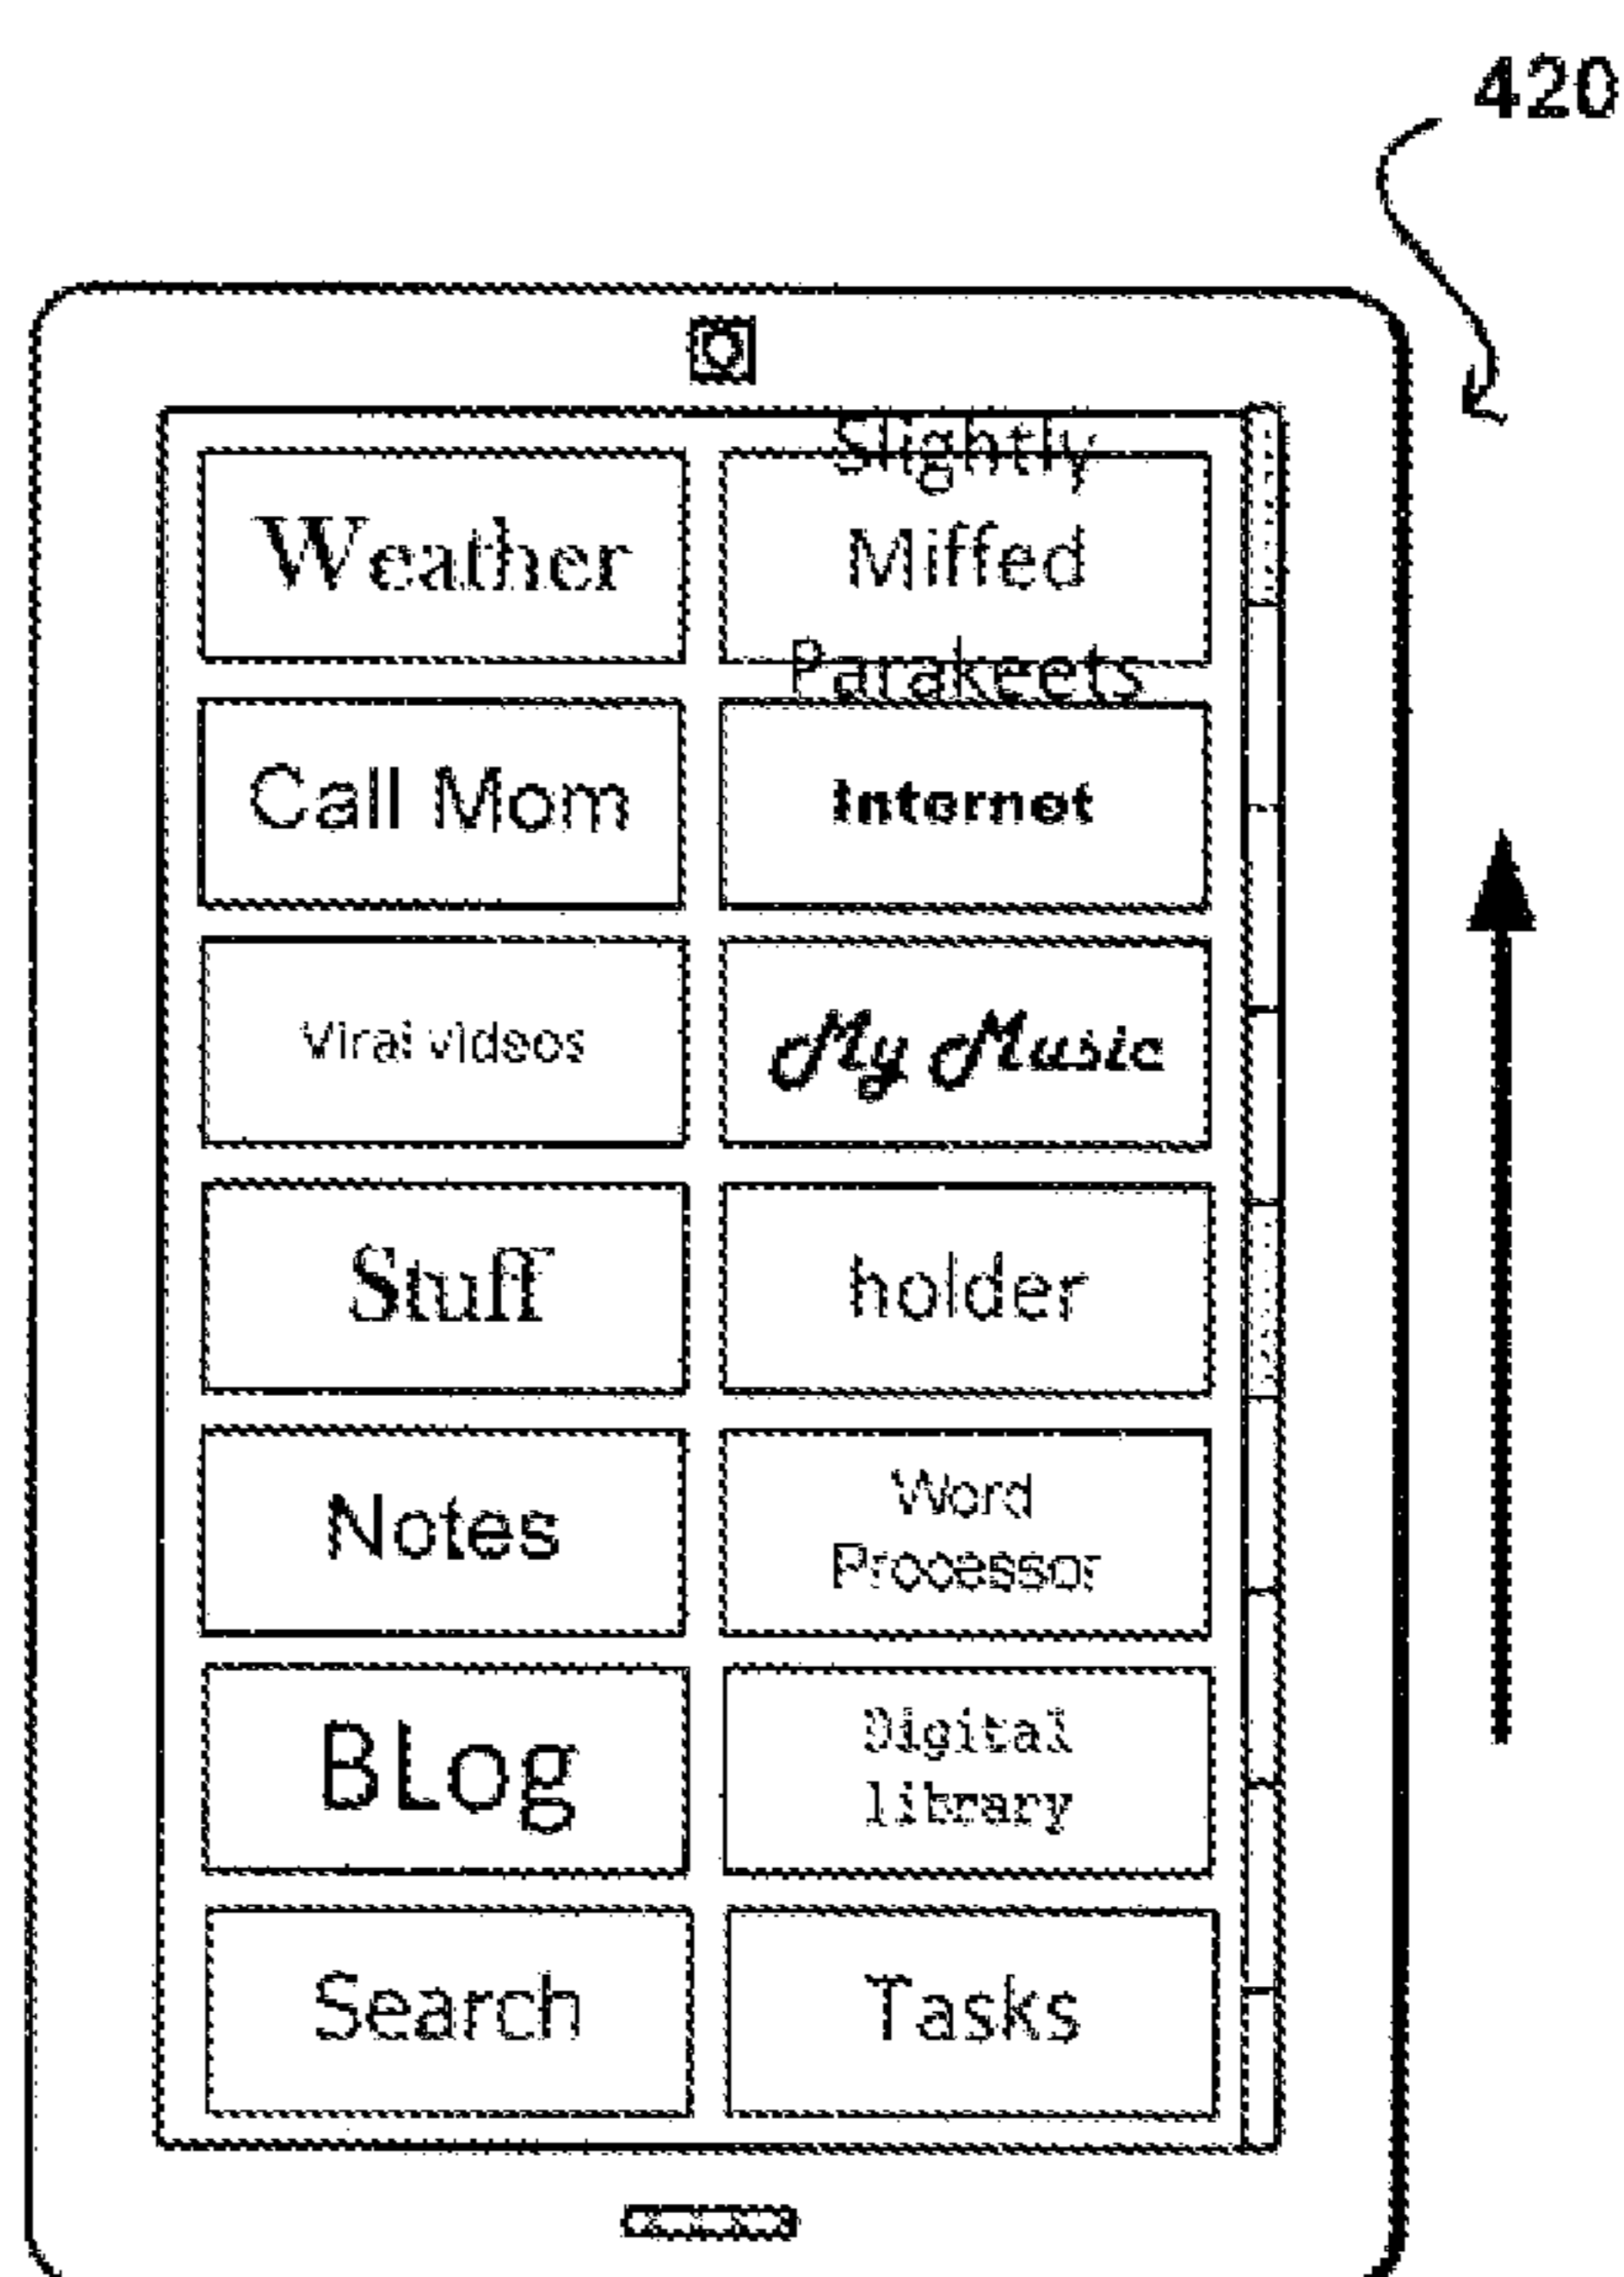 420
Weather
Slightly
Miffed
Parakeets
Call Mom
Internet
Viral videos
My Music
Stuff
holder
Notes
Word
Processor
BLog
Digital
library
Search
Tasks